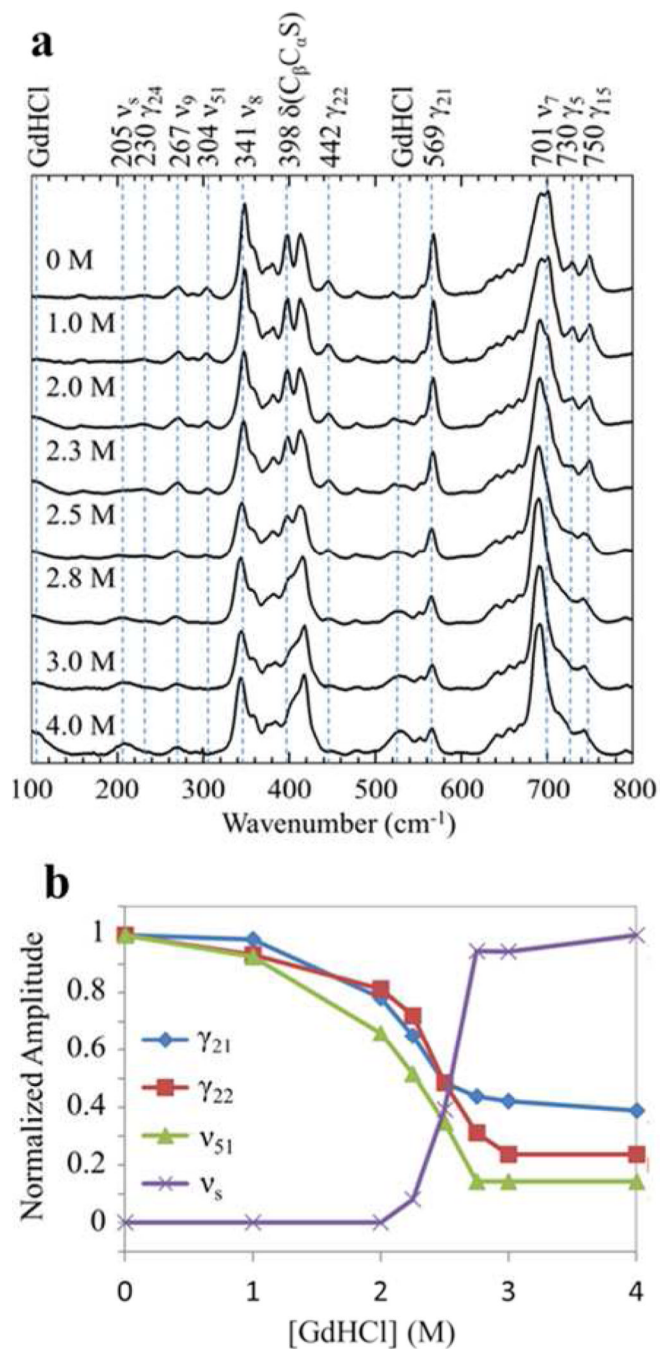 a
GdHCl
205 νs
230 γ24
267 ν9
304 ν51
341 ν8
398 δ(CβCαS)
442 γ22
GdHCl
569 γ21
701 ν7
730 γ5
750 γ15
0 M
1.0 M
2.0 M
2.3 M
2.5 M
2.8 M
3.0 M
4.0 M
100 200 300 400 500 600 700 800
Wavenumber (cm-1)
b
Normalized Amplitude
1
0.8
0.6
0.4
0.2
0
γ21
γ22
ν51
νs
0 1 2 3 4
[GdHCl] (M)